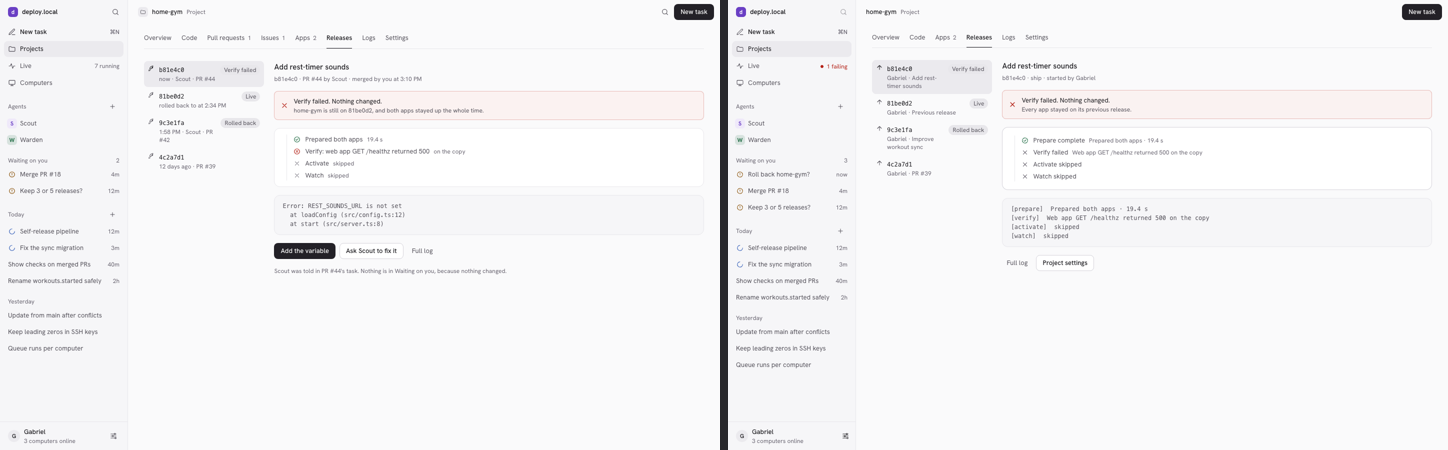 d deploy.local
New task ⌘N
Projects
Live 7 running
Computers
Agents +
S Scout
W Warden
Waiting on you 2
Merge PR #18 4m
Keep 3 or 5 releases? 12m
Today +
Self-release pipeline 12m
Fix the sync migration 3m
Show checks on merged PRs 40m
Rename workouts.started safely 2h
Yesterday
Update from main after conflicts
Keep leading zeros in SSH keys
Queue runs per computer
G Gabriel
3 computers online
home-gym Project
New task
Overview Code Pull requests 1 Issues 1 Apps 2 Releases Logs Settings
b81e4c0 Verify failed
now · Scout · PR #44
81be0d2 Live
rolled back to at 2:34 PM
9c3e1fa Rolled back
1:58 PM · Scout · PR
#42
4c2a7d1
12 days ago · PR #39
Add rest-timer sounds
b81e4c0 · PR #44 by Scout · merged by you at 3:10 PM
Verify failed. Nothing changed.
home-gym is still on 81be0d2, and both apps stayed up the whole time.
Prepared both apps 19.4 s
Verify: web app GET /healthz returned 500 on the copy
Activate skipped
Watch skipped
Error: REST_SOUNDS_URL is not set
at loadConfig (src/config.ts:12)
at start (src/server.ts:8)
Add the variable Ask Scout to fix it Full log
Scout was told in PR #44's task. Nothing is in Waiting on you, because nothing changed.
d deploy.local
New task ⌘N
Projects
Live 1 failing
Computers
Agents +
S Scout
W Warden
Waiting on you 3
Roll back home-gym? now
Merge PR #18 4m
Keep 3 or 5 releases? 12m
Today +
Self-release pipeline 12m
Fix the sync migration 3m
Show checks on merged PRs 40m
Rename workouts.started safely 2h
Yesterday
Update from main after conflicts
Keep leading zeros in SSH keys
Queue runs per computer
G Gabriel
3 computers online
home-gym Project
New task
Overview Code Apps 2 Releases Logs Settings
b81e4c0 Verify failed
Gabriel · Add rest-
timer sounds
81be0d2 Live
Gabriel · Previous release
9c3e1fa Rolled back
Gabriel · Improve
workout sync
4c2a7d1
Gabriel · PR #39
Add rest-timer sounds
b81e4c0 · ship · started by Gabriel
Verify failed. Nothing changed.
Every app stayed on its previous release.
Prepare complete Prepared both apps · 19.4 s
Verify failed Web app GET /healthz returned 500 on the copy
Activate skipped
Watch skipped
[prepare] Prepared both apps · 19.4 s
[verify] Web app GET /healthz returned 500 on the copy
[activate] skipped
[watch] skipped
Full log Project settings